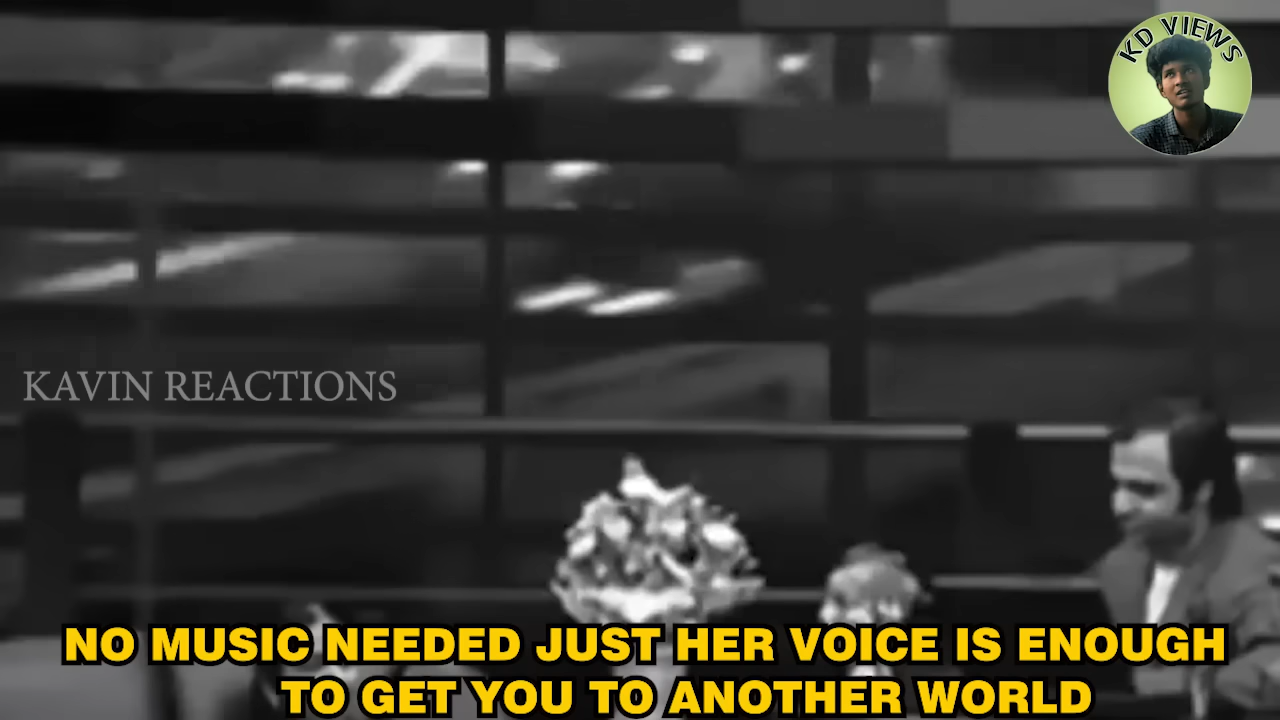 KD VIEWS
KAVIN REACTIONS
NO MUSIC NEEDED JUST HER VOICE IS ENOUGH
TO GET YOU TO ANOTHER WORLD